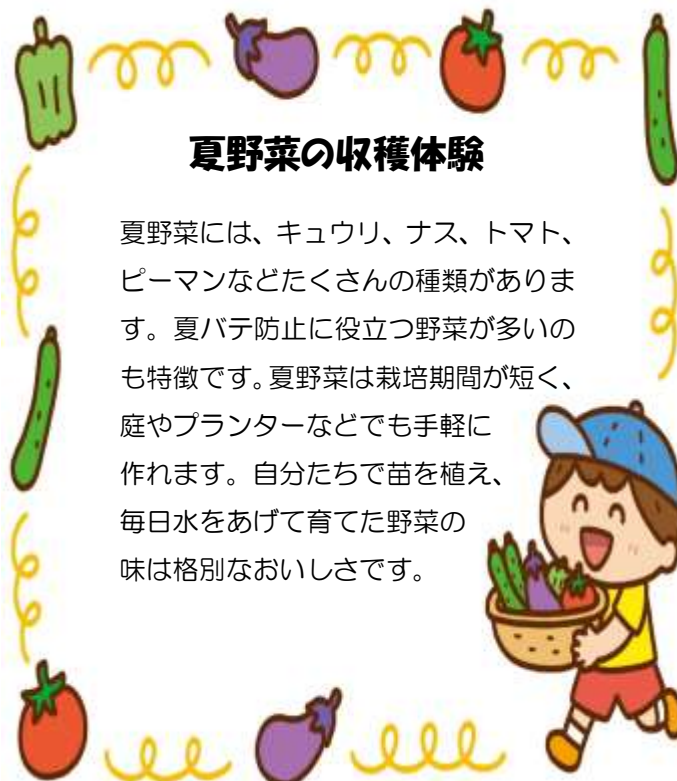 夏野菜の収穫体験
夏野菜には、キュウリ、ナス、トマト、
ピーマンなどたくさんの種類がありま
す。夏バテ防止に役立つ野菜が多いの
も特徴です。夏野菜は栽培期間が短く、
庭やプランターなどでも手軽に
作れます。自分たちで苗を植え、
毎日水をあげて育てた野菜の
味は格別なおいしさです。